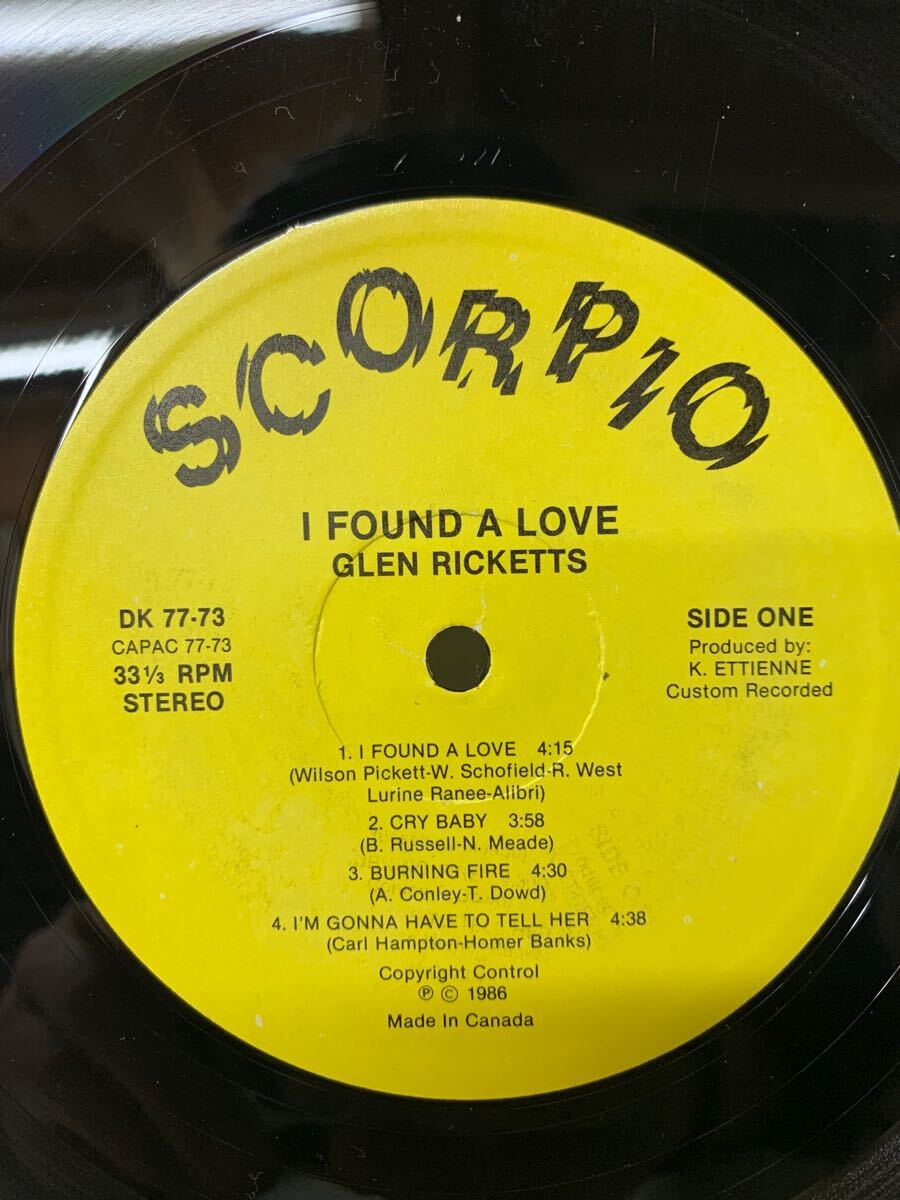 SCORPIO
I FOUND A LOVE
GLEN RICKETTS
DK 77-73
CAPAC 77-73
33 1/3 RPM
STEREO
SIDE ONE
Produced by:
K. ETTIENNE
Custom Recorded
1. I FOUND A LOVE 4:15
(Wilson Pickett-W. Schofield-R. West
Lurine Ranee-Alibri)
2. CRY BABY 3:58
(B. Russell-N. Meade)
3. BURNING FIRE 4:30
(A. Conley-T. Dowd)
4. I'M GONNA HAVE TO TELL HER 4:38
(Carl Hampton-Homer Banks)
Copyright Control
℗ © 1986
Made In Canada